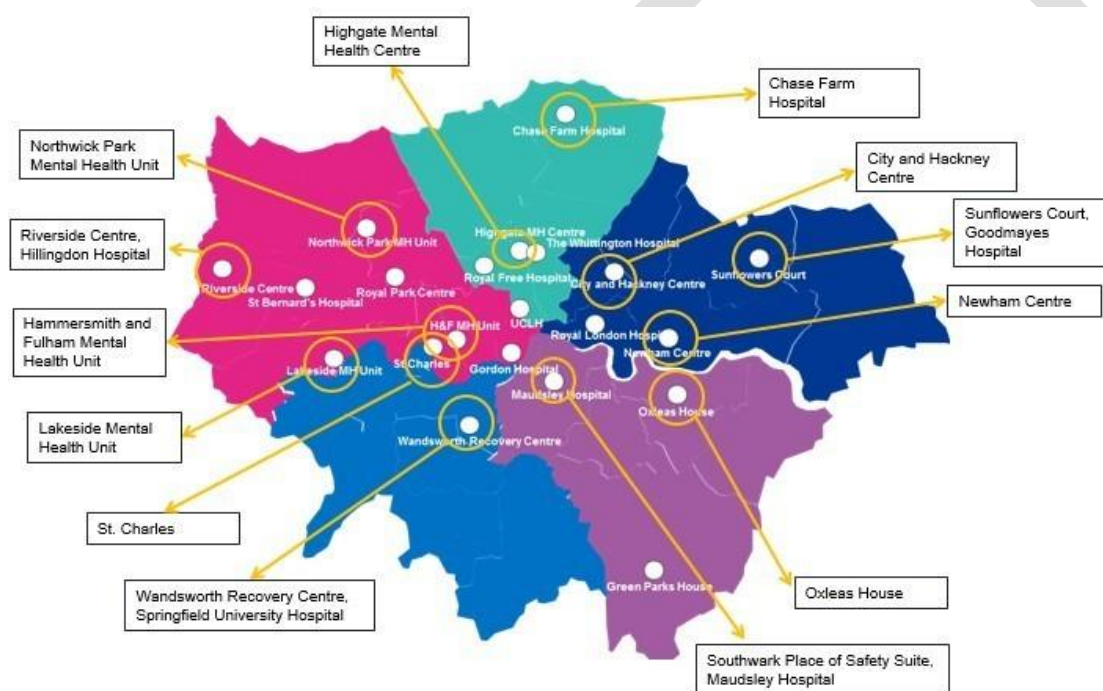 Highgate Mental
Health Centre
Chase Farm
Hospital
Chase Farm Hospital
Northwick Park
Mental Health Unit
City and Hackney
Centre
Sunflowers Court,
Goodmayes
Hospital
Riverside Centre,
Hillingdon Hospital
Northwick Park MH Unit
Highgate MH Centre
The Whittington Hospital
Royal Free Hospital
City and Hackney Centre
Sunflowers Court
Riverside Centre
St Bernard's Hospital
Royal Park Centre
Newham Centre
Hammersmith and
Fulham Mental
Health Unit
H&F MH Unit
UCLH
Royal London Hospital
Newham Centre
St Charles
Gordon Hospital
Lakeside MH Unit
Maudsley Hospital
Oxleas House
Lakeside Mental
Health Unit
Wandsworth Recovery Centre
St. Charles
Wandsworth Recovery Centre,
Springfield University Hospital
Green Parks House
Oxleas House
Southwark Place of Safety Suite,
Maudsley Hospital